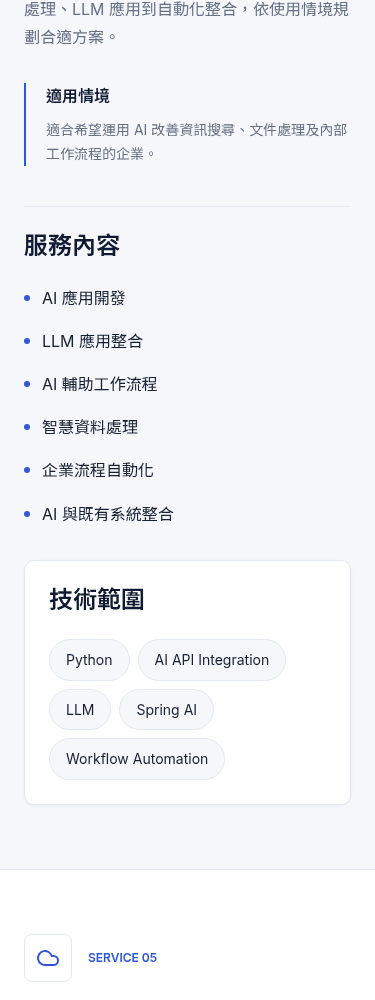 處理、LLM 應用到自動化整合，依使用情境規
劃合適方案。
適用情境
適合希望運用 AI 改善資訊搜尋、文件處理及內部
工作流程的企業。
服務內容
AI 應用開發
LLM 應用整合
AI 輔助工作流程
智慧資料處理
企業流程自動化
AI 與既有系統整合
技術範圍
Python
AI API Integration
LLM
Spring AI
Workflow Automation
SERVICE 05